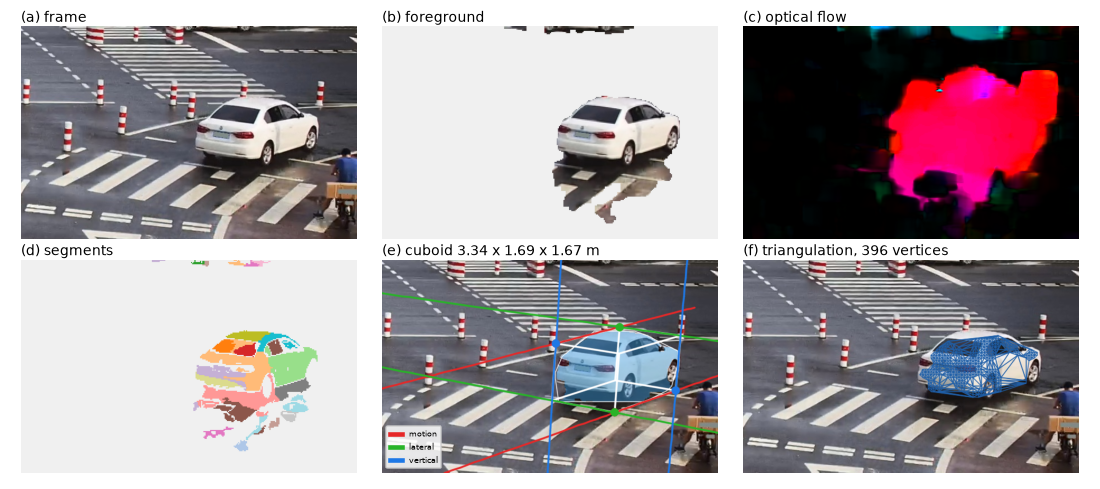 (a) frame
(b) foreground
(c) optical flow
(d) segments
(e) cuboid 3.34 x 1.69 x 1.67 m
(f) triangulation, 396 vertices
motion
lateral
vertical